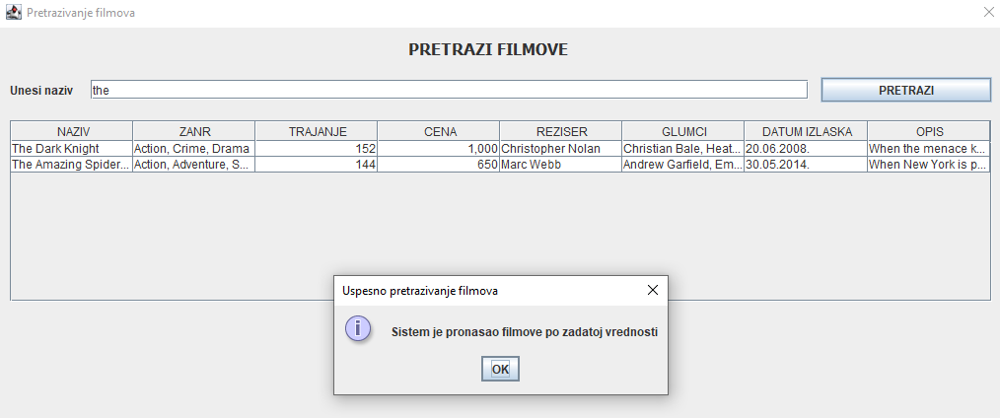 Pretrazivanje filmova
PRETRAZI FILMOVE
Unesi naziv the PRETRAZI
NAZIV ZANR TRAJANJE CENA REZISER GLUMCI DATUM IZLASKA OPIS
The Dark Knight Action, Crime, Drama 152 1,000 Christopher Nolan Christian Bale, Heat... 20.06.2008. When the menace k...
The Amazing Spider... Action, Adventure, S... 144 650 Marc Webb Andrew Garfield, Em... 30.05.2014. When New York is p...
Uspesno pretrazivanje filmova
Sistem je pronasao filmove po zadatoj vrednosti
OK